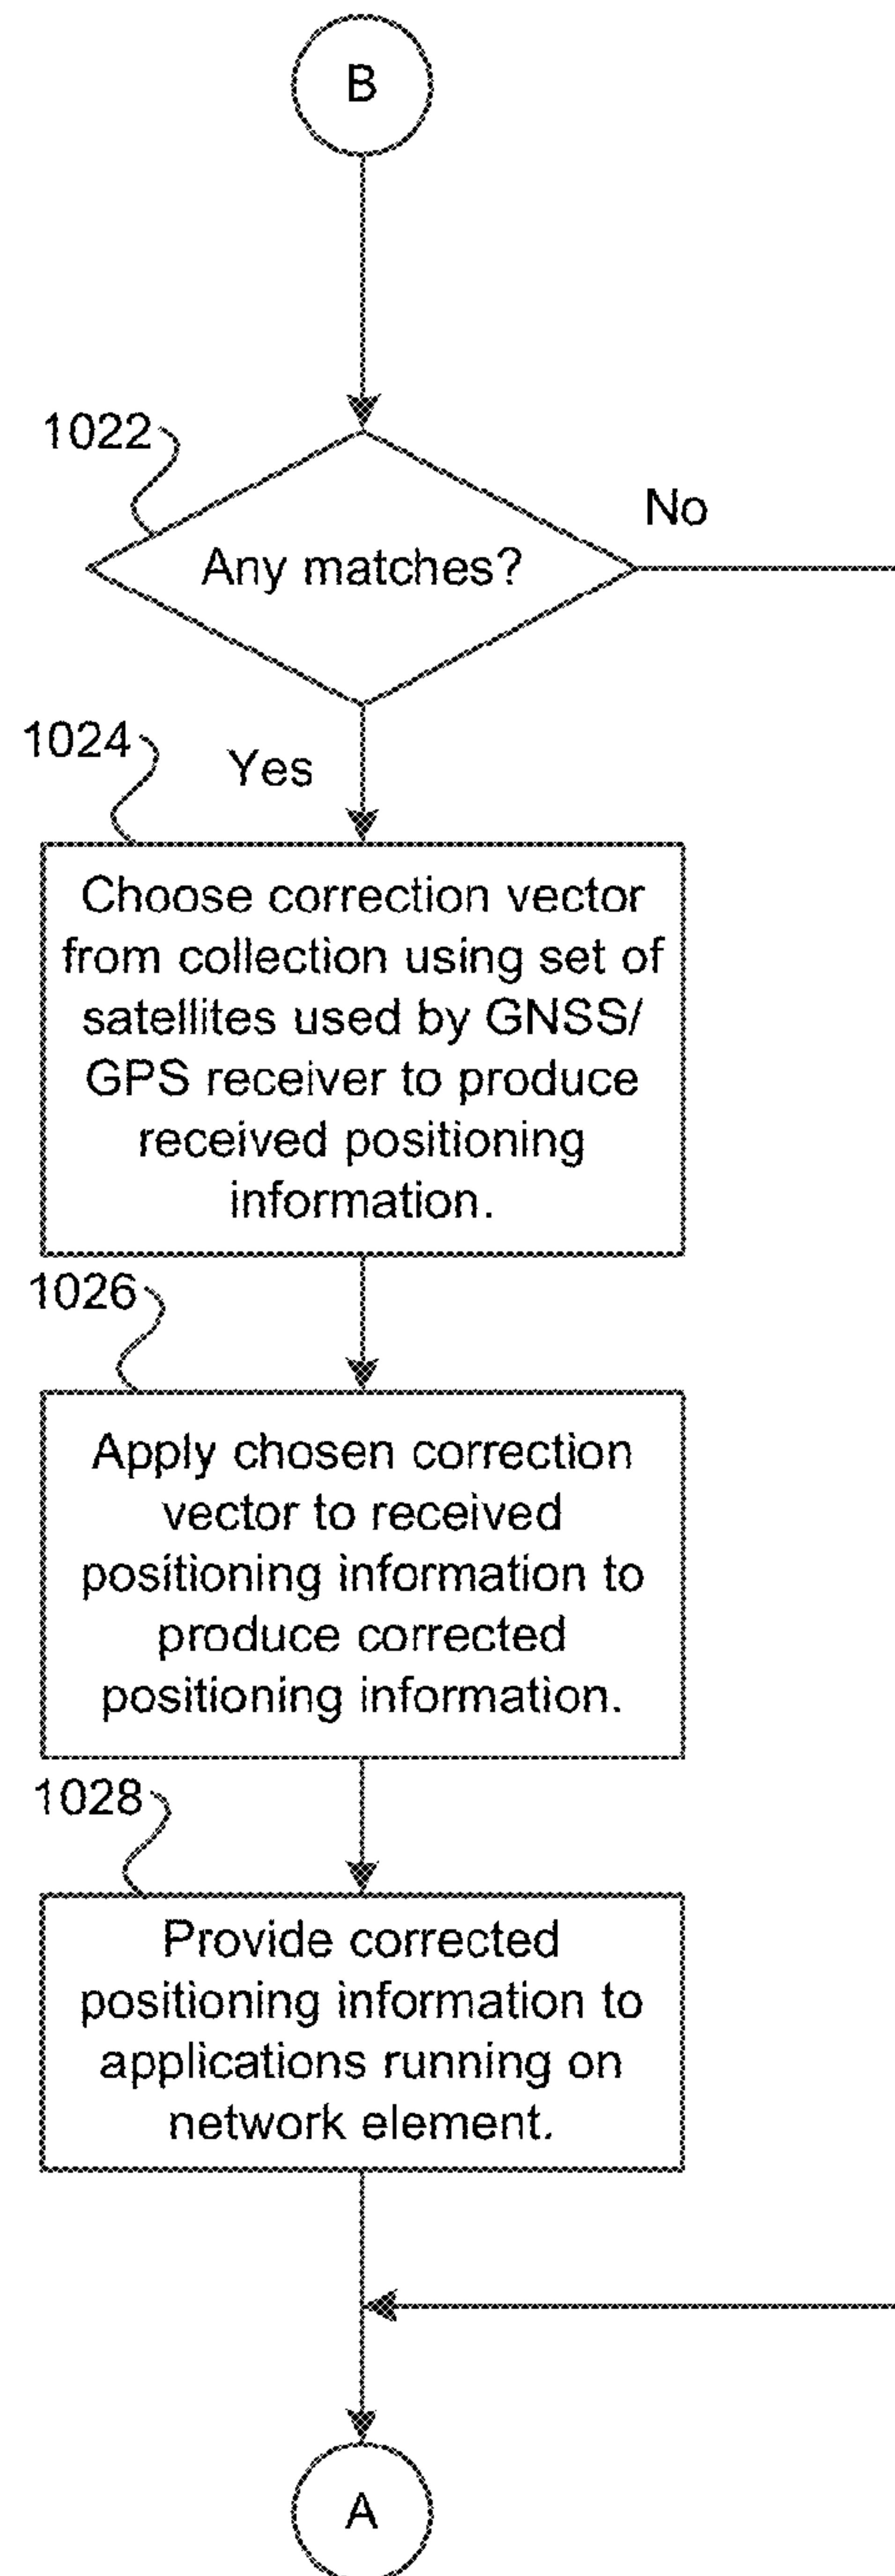 B
1022
No
Any matches?
1024
Yes
Choose correction vector
from collection using set of
satellites used by GNSS/
GPS receiver to produce
received positioning
information.
1026
Apply chosen correction
vector to received
positioning information to
produce corrected
positioning information.
1028
Provide corrected
positioning information to
applications running on
network element.
A